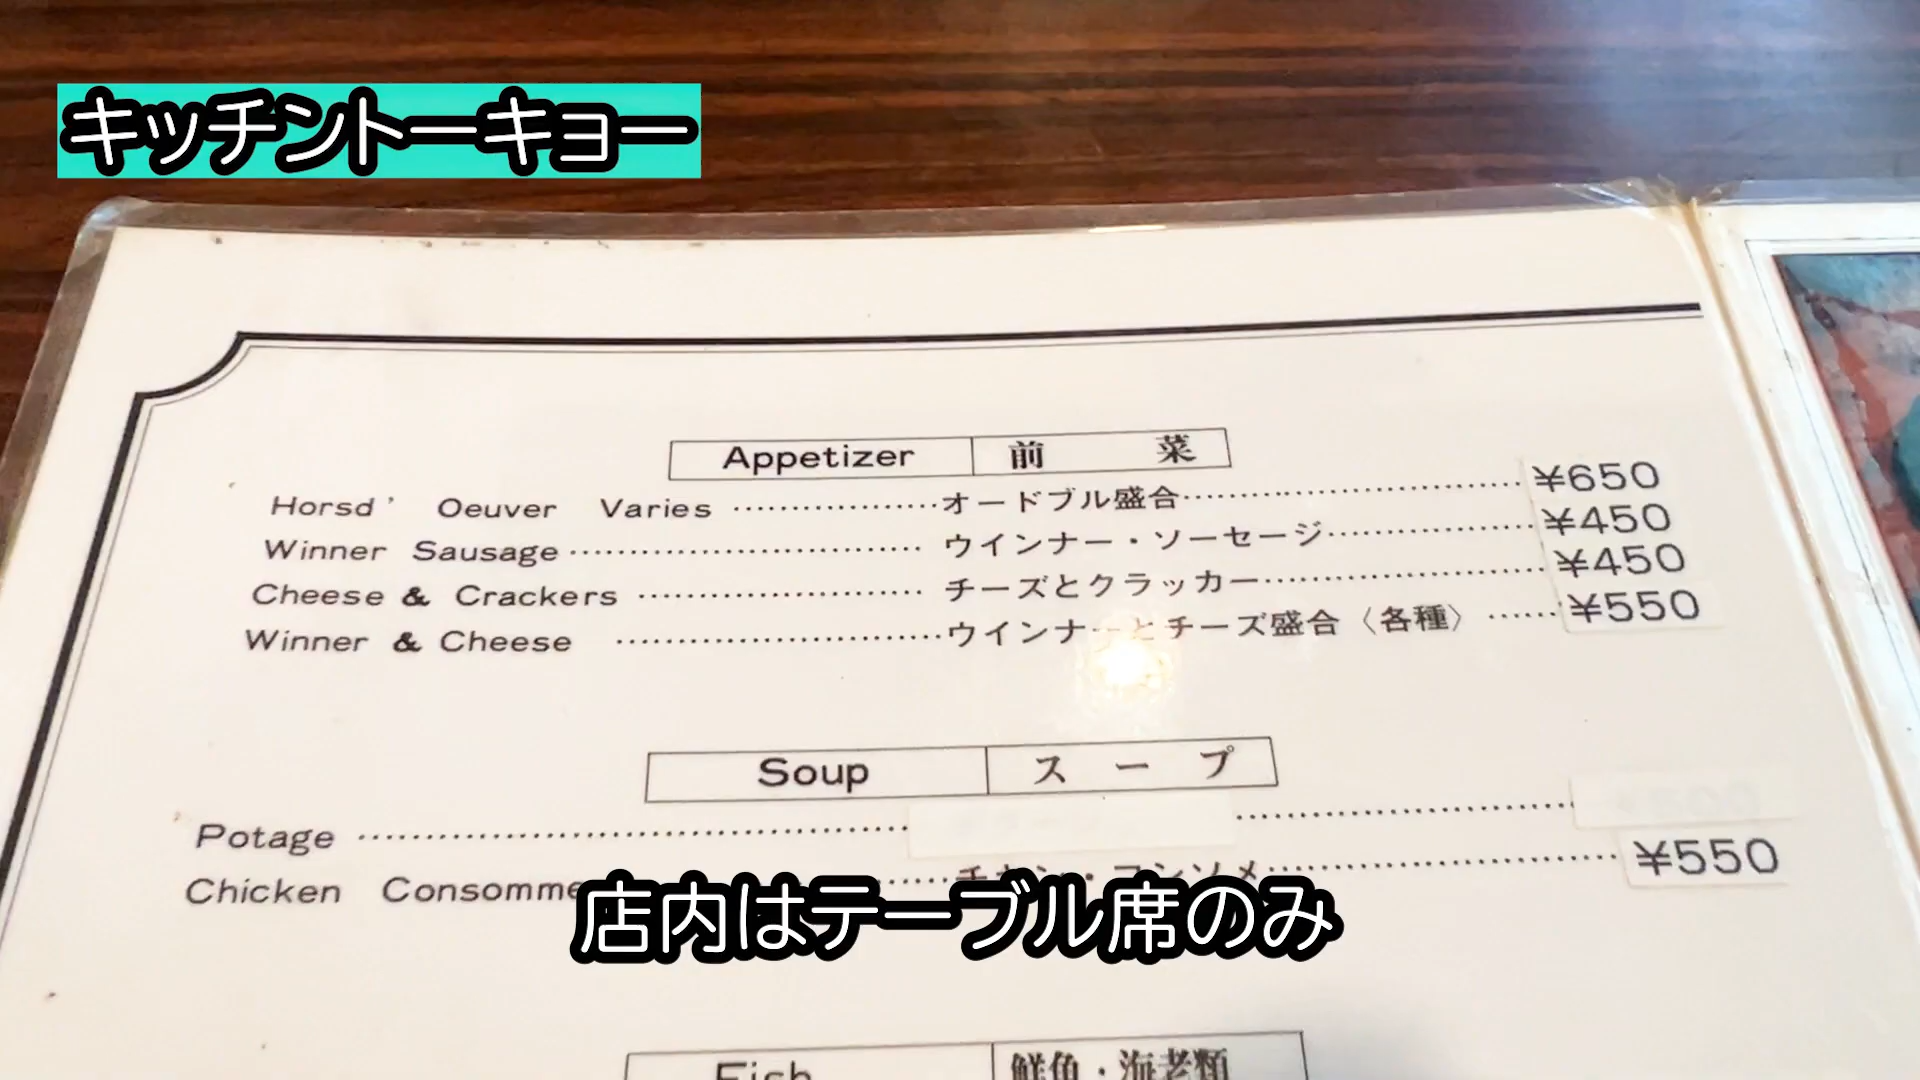 キッチントーキョー
Appetizer 前菜
Horsd' Oeuver Varies オードブル盛合 ¥650
Winner Sausage ウインナー・ソーセージ ¥450
Cheese & Crackers チーズとクラッカー ¥450
Winner & Cheese ウインナーとチーズ盛合〈各種〉 ¥550
Soup スープ
Potage
Chicken Consomme チキン・コンソメ ¥550
店内はテーブル席のみ
Fish 鮮魚・海老類